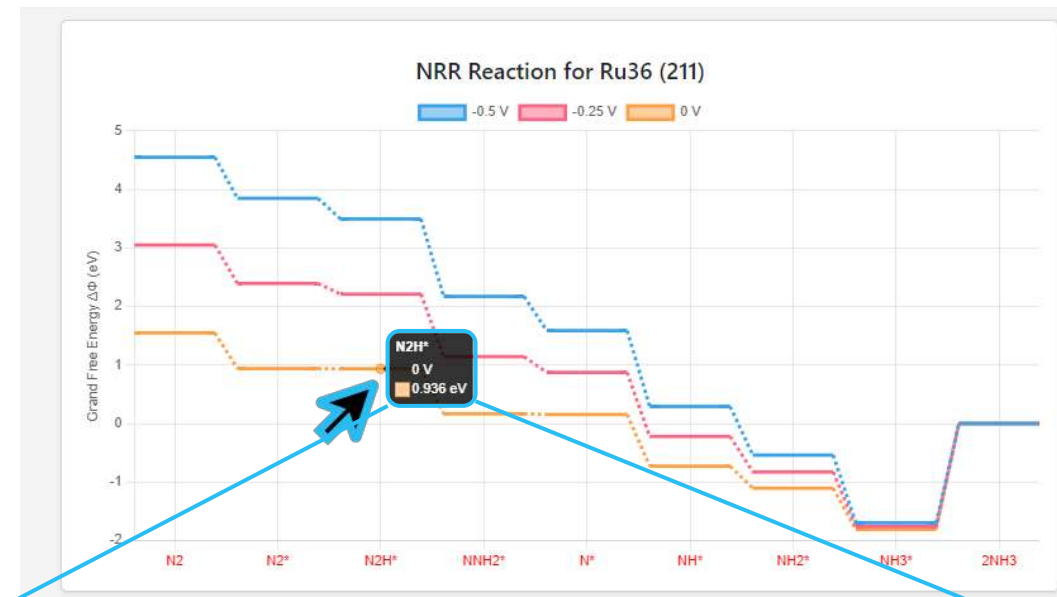 NRR Reaction for Ru36 (211)
-0.5 V -0.25 V 0 V
Grand Free Energy ΔΦ (eV)
5
4
3
2
1
0
-1
-2
N2H*
0 V
0.936 eV
N2 N2* N2H* NNH2* N* NH* NH2* NH3* 2NH3